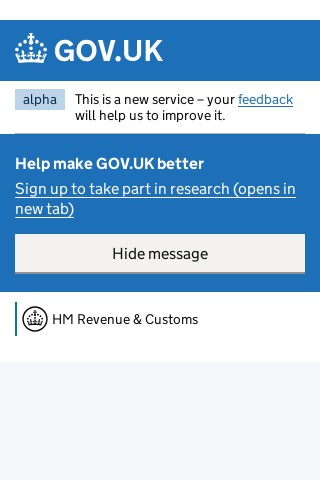 GOV.UK
alpha
This is a new service – your feedback
will help us to improve it.
Help make GOV.UK better
Sign up to take part in research (opens in
new tab)
Hide message
HM Revenue & Customs